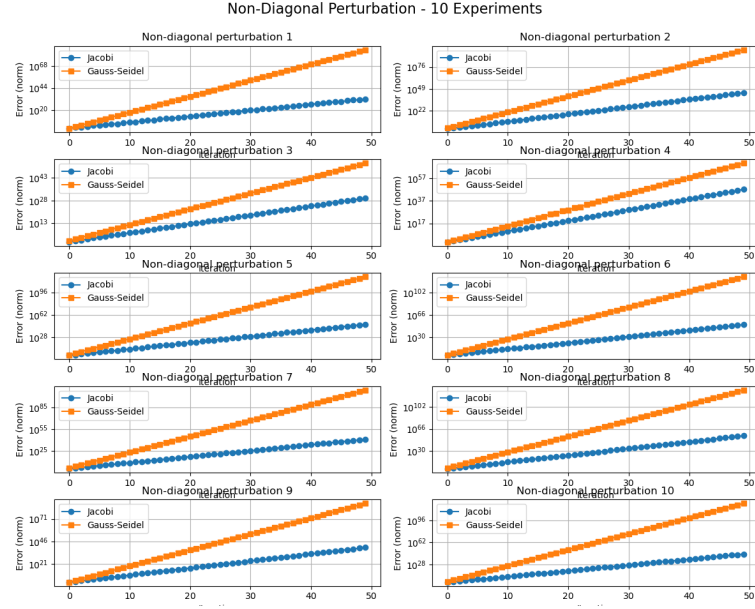 Non-Diagonal Perturbation - 10 Experiments
Non-diagonal perturbation 1
Error (norm)
10^68
10^44
10^20
Jacobi
Gauss-Seidel
0 10 20 30 40 50
Iteration
Non-diagonal perturbation 2
Error (norm)
10^76
10^49
10^22
Jacobi
Gauss-Seidel
0 10 20 30 40 50
Iteration
Non-diagonal perturbation 3
Error (norm)
10^43
10^28
10^13
Jacobi
Gauss-Seidel
0 10 20 30 40 50
Iteration
Non-diagonal perturbation 4
Error (norm)
10^57
10^37
10^17
Jacobi
Gauss-Seidel
0 10 20 30 40 50
Iteration
Non-diagonal perturbation 5
Error (norm)
10^96
10^62
10^28
Jacobi
Gauss-Seidel
0 10 20 30 40 50
Iteration
Non-diagonal perturbation 6
Error (norm)
10^102
10^66
10^30
Jacobi
Gauss-Seidel
0 10 20 30 40 50
Iteration
Non-diagonal perturbation 7
Error (norm)
10^85
10^55
10^25
Jacobi
Gauss-Seidel
0 10 20 30 40 50
Iteration
Non-diagonal perturbation 8
Error (norm)
10^102
10^66
10^30
Jacobi
Gauss-Seidel
0 10 20 30 40 50
Iteration
Non-diagonal perturbation 9
Error (norm)
10^71
10^46
10^21
Jacobi
Gauss-Seidel
0 10 20 30 40 50
Non-diagonal perturbation 10
Error (norm)
10^96
10^62
10^28
Jacobi
Gauss-Seidel
0 10 20 30 40 50